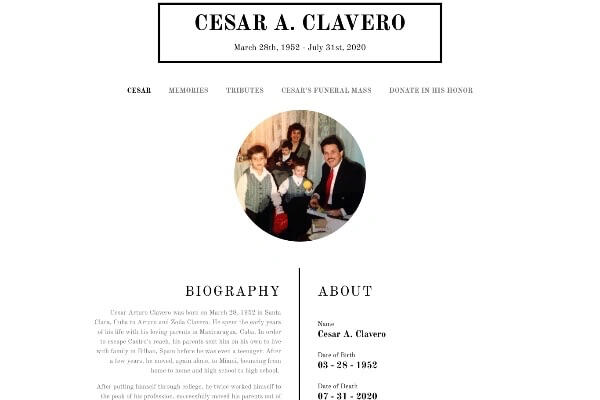 CESAR A. CLAVERO
March 28th, 1952 - July 31st, 2020
CESAR MEMORIES TRIBUTES CESAR'S FUNERAL MASS DONATE IN HIS HONOR
BIOGRAPHY
Cesar Arturo Clavero was born on March 28, 1952 in Santa
Clara, Cuba to Arturo and Zoila Clavero. He spent the early years
of his life with his loving parents in Manicaragua, Cuba. In order
to escape Castro's reach, his parents sent him on his own to live
with family in Bilbao, Spain before he was even a teenager. After
a few years, he moved, again alone, to Miami, bouncing from
home to home and high school to high school.
After putting himself through college, he twice worked himself to
the peak of his profession, successfully moved his parents out of
ABOUT
Name
Cesar A. Clavero
Date of Birth
03 - 28 - 1952
Date of Death
07 - 31 - 2020